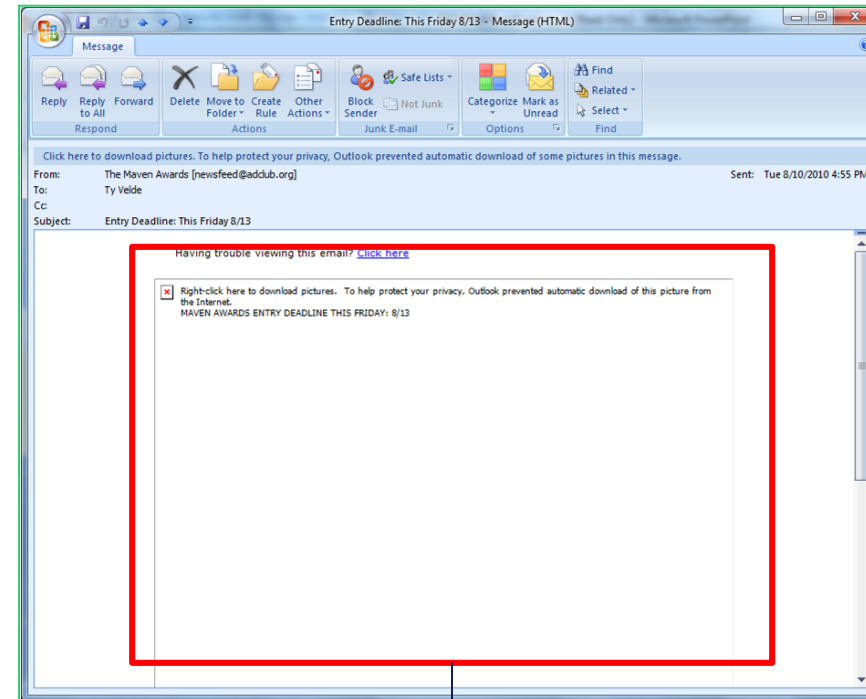 Entry Deadline: This Friday 8/13 - Message (HTML)
Message
Reply Reply to All Forward
Respond
Delete Move to Folder Create Rule Other Actions
Actions
Block Sender Safe Lists Not Junk
Junk E-mail
Categorize Mark as Unread
Options
Find Related Select
Find
Click here to download pictures. To help protect your privacy, Outlook prevented automatic download of some pictures in this message.
From: The Maven Awards [newsfeed@adclub.org] Sent: Tue 8/10/2010 4:55 PM
To: Ty Velde
Cc:
Subject: Entry Deadline: This Friday 8/13
Having trouble viewing this email? Click here
Right-click here to download pictures. To help protect your privacy, Outlook prevented automatic download of this picture from
the Internet.
MAVEN AWARDS ENTRY DEADLINE THIS FRIDAY: 8/13